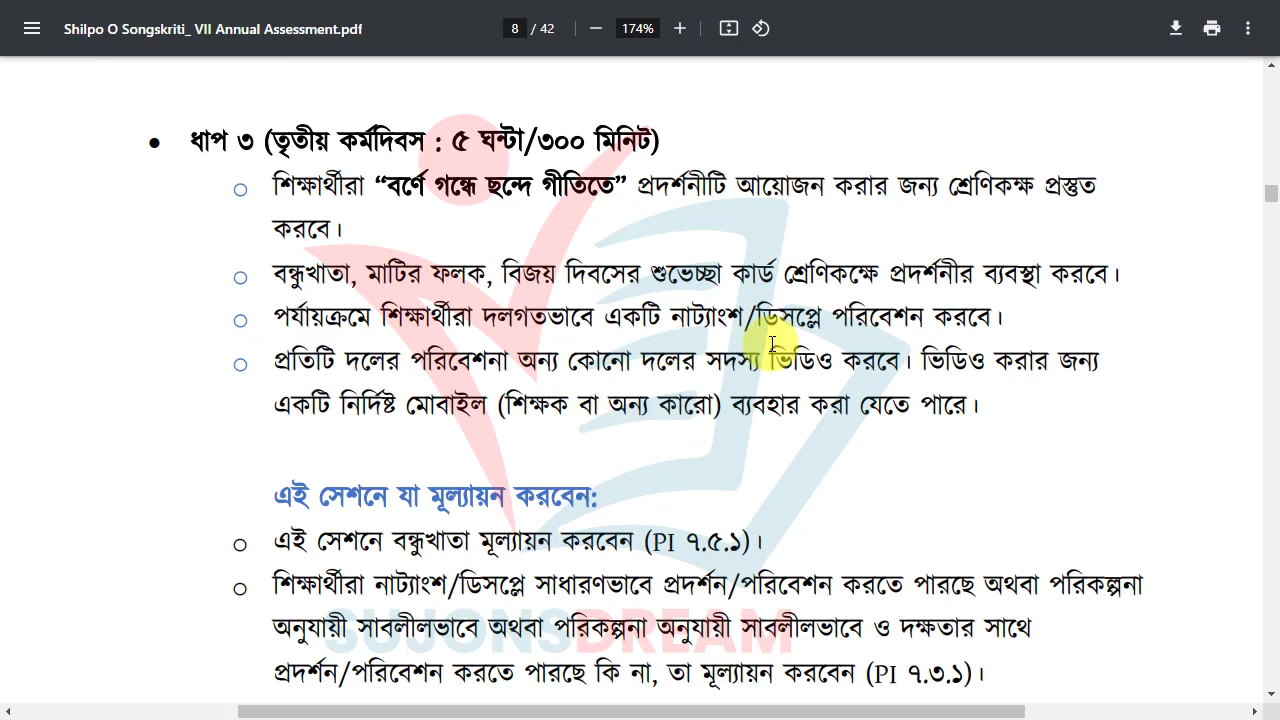 Shilpo O Songskriti_ VII Annual Assessment.pdf
8 / 42
174%
ধাপ ৩ (তৃতীয় কর্মদিবস : ৫ ঘন্টা/৩০০ মিনিট)
শিক্ষার্থীরা “বর্ণে গন্ধে ছন্দে গীতিতে” প্রদর্শনীটি আয়োজন করার জন্য শ্রেণিকক্ষ প্রস্তুত
করবে।
বন্ধুখাতা, মাটির ফলক, বিজয় দিবসের শুভেচ্ছা কার্ড শ্রেণিকক্ষে প্রদর্শনীর ব্যবস্থা করবে।
পর্যায়ক্রমে শিক্ষার্থীরা দলগতভাবে একটি নাট্যাংশ/ডিসপ্লে পরিবেশন করবে।
প্রতিটি দলের পরিবেশনা অন্য কোনো দলের সদস্য ভিডিও করবে। ভিডিও করার জন্য
একটি নির্দিষ্ট মোবাইল (শিক্ষক বা অন্য কারো) ব্যবহার করা যেতে পারে।
এই সেশনে যা মূল্যায়ন করবেন:
এই সেশনে বন্ধুখাতা মূল্যায়ন করবেন (PI ৭.৫.১)।
শিক্ষার্থীরা নাট্যাংশ/ডিসপ্লে সাধারণভাবে প্রদর্শন/পরিবেশন করতে পারছে অথবা পরিকল্পনা
অনুযায়ী সাবলীলভাবে অথবা পরিকল্পনা অনুযায়ী সাবলীলভাবে ও দক্ষতার সাথে
প্রদর্শন/পরিবেশন করতে পারছে কি না, তা মূল্যায়ন করবেন (PI ৭.৩.১)।
SUJONSDREAM